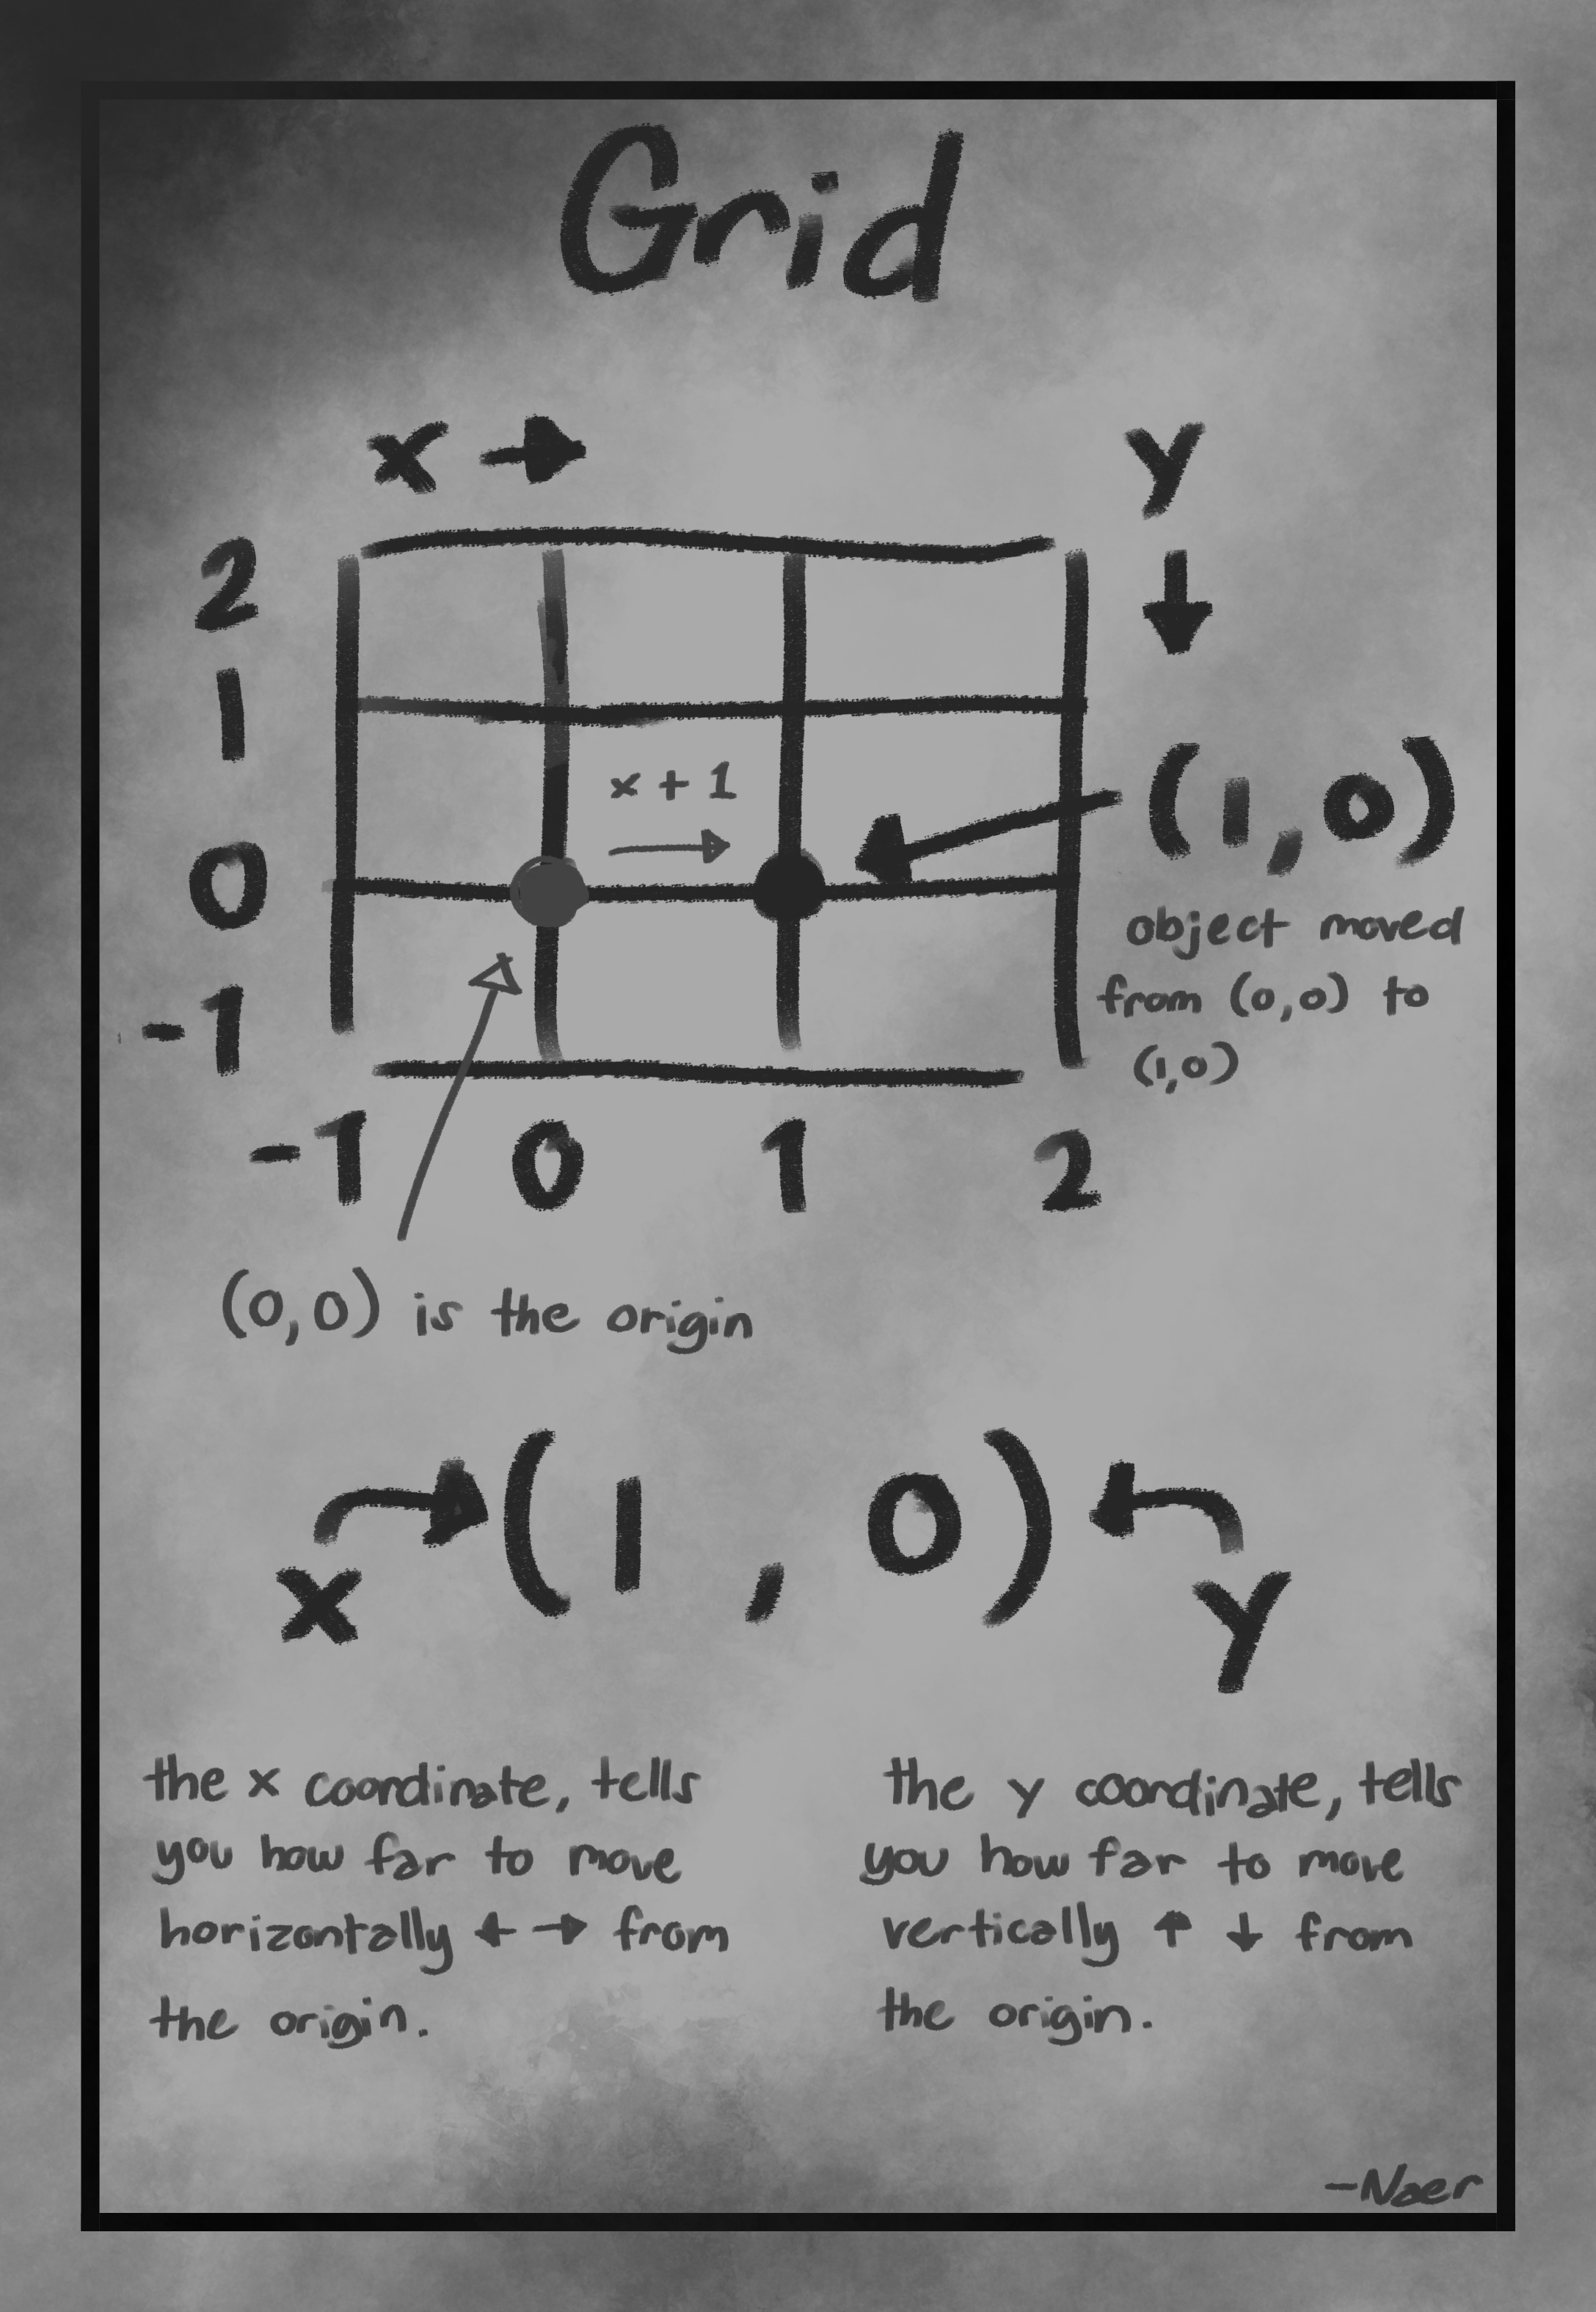 Grid
x → y
↓
2
1
x + 1
→
(1,0)
0
object moved
from (0,0) to
(1,0)
-1
-1 0 1 2
(0,0) is the origin
(1, 0)
x y
the x coordinate, tells
you how far to move
horizontally ← → from
the origin.
the y coordinate, tells
you how far to move
vertically ↑ ↓ from
the origin.
-Naer